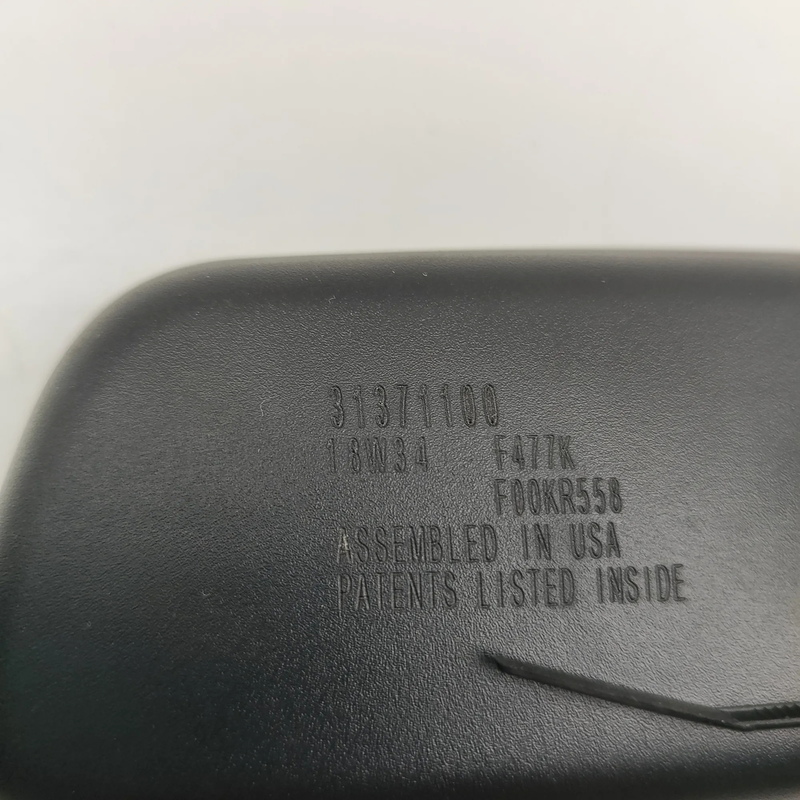 31371100
18W34 F477K
F00KR558
ASSEMBLED IN USA
PATENTS LISTED INSIDE